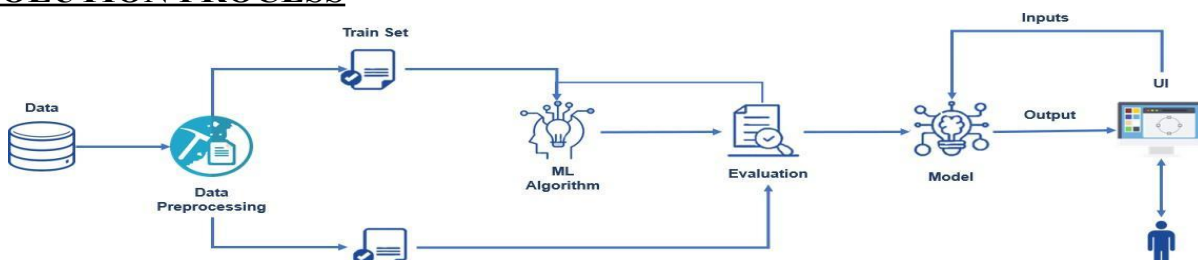 Train Set
Inputs
UI
Data
Output
ML
Algorithm
Evaluation
Model
Data
Preprocessing